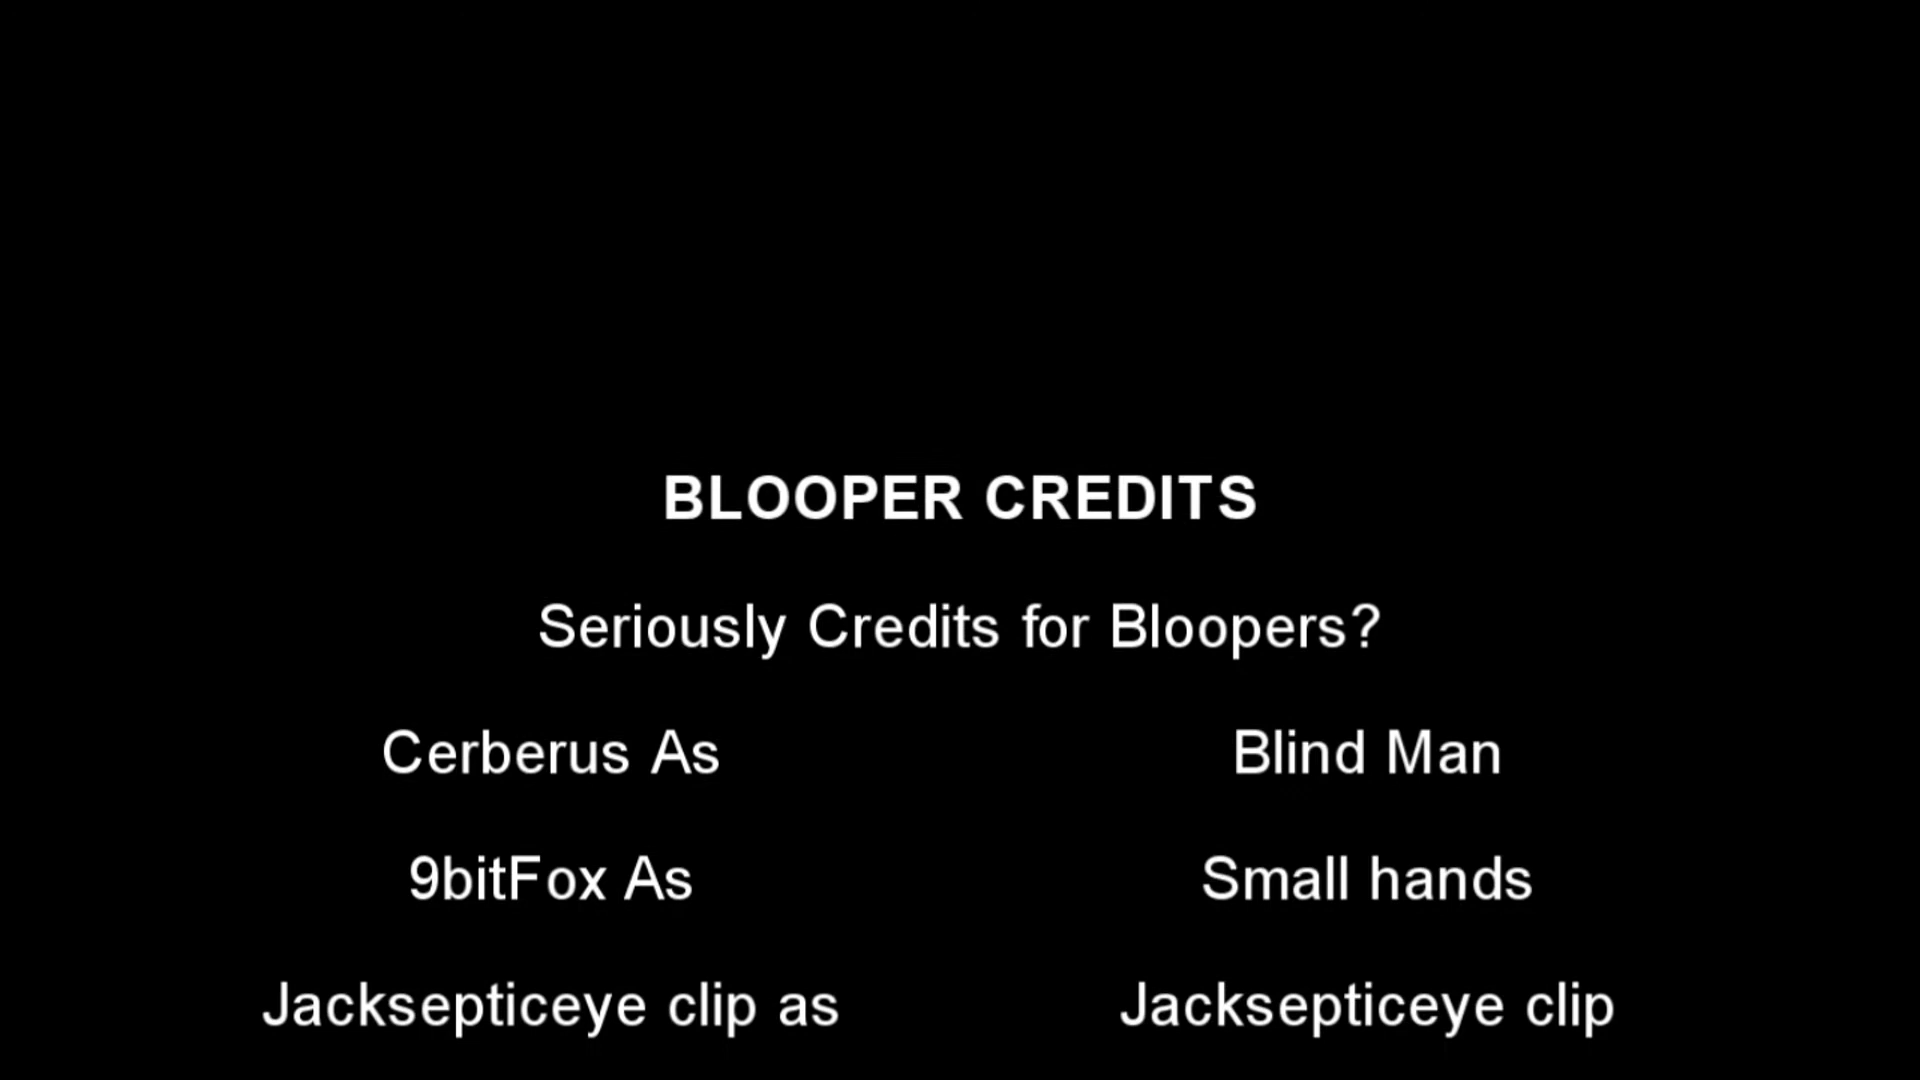 BLOOPER CREDITS
Seriously Credits for Bloopers?
Cerberus As Blind Man
9bitFox As Small hands
Jacksepticeye clip as Jacksepticeye clip